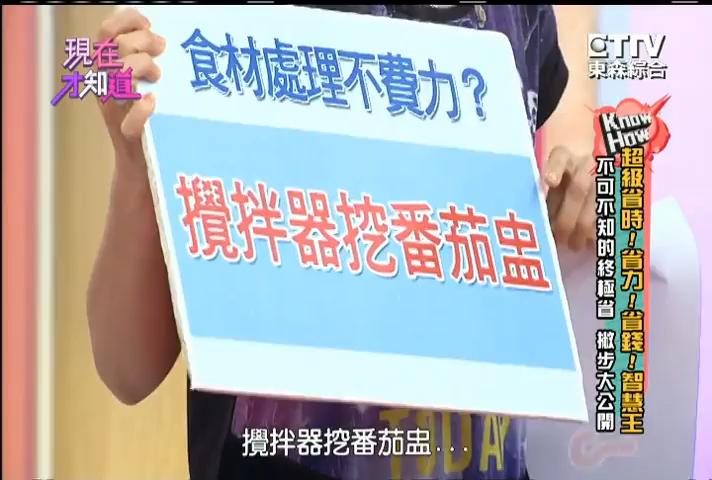 現在
才知道
CTTV
東森綜合
食材處理不費力？
攪拌器挖番茄盅
Know
How
超級省時！省力！省錢！智慧王
不可不知的終極省 撇步大公開
TODAY
攪拌器挖番茄盅...